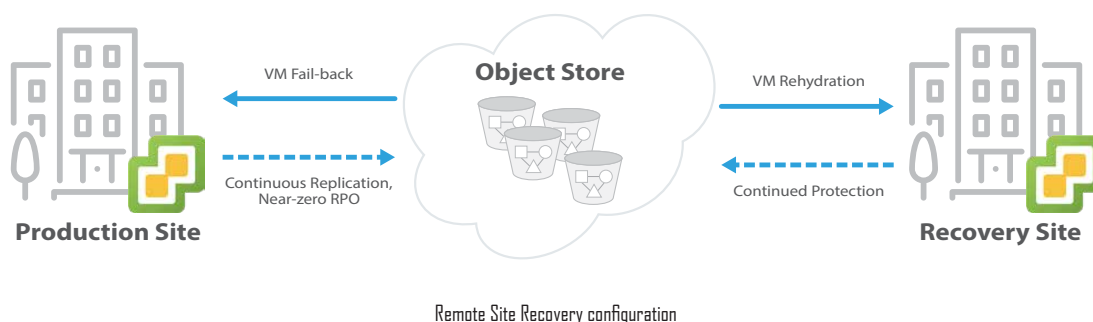 VM Fail-back
Object Store
VM Rehydration
Continuous Replication,
Near-zero RPO
Continued Protection
Production Site
Recovery Site
Remote Site Recovery configuration